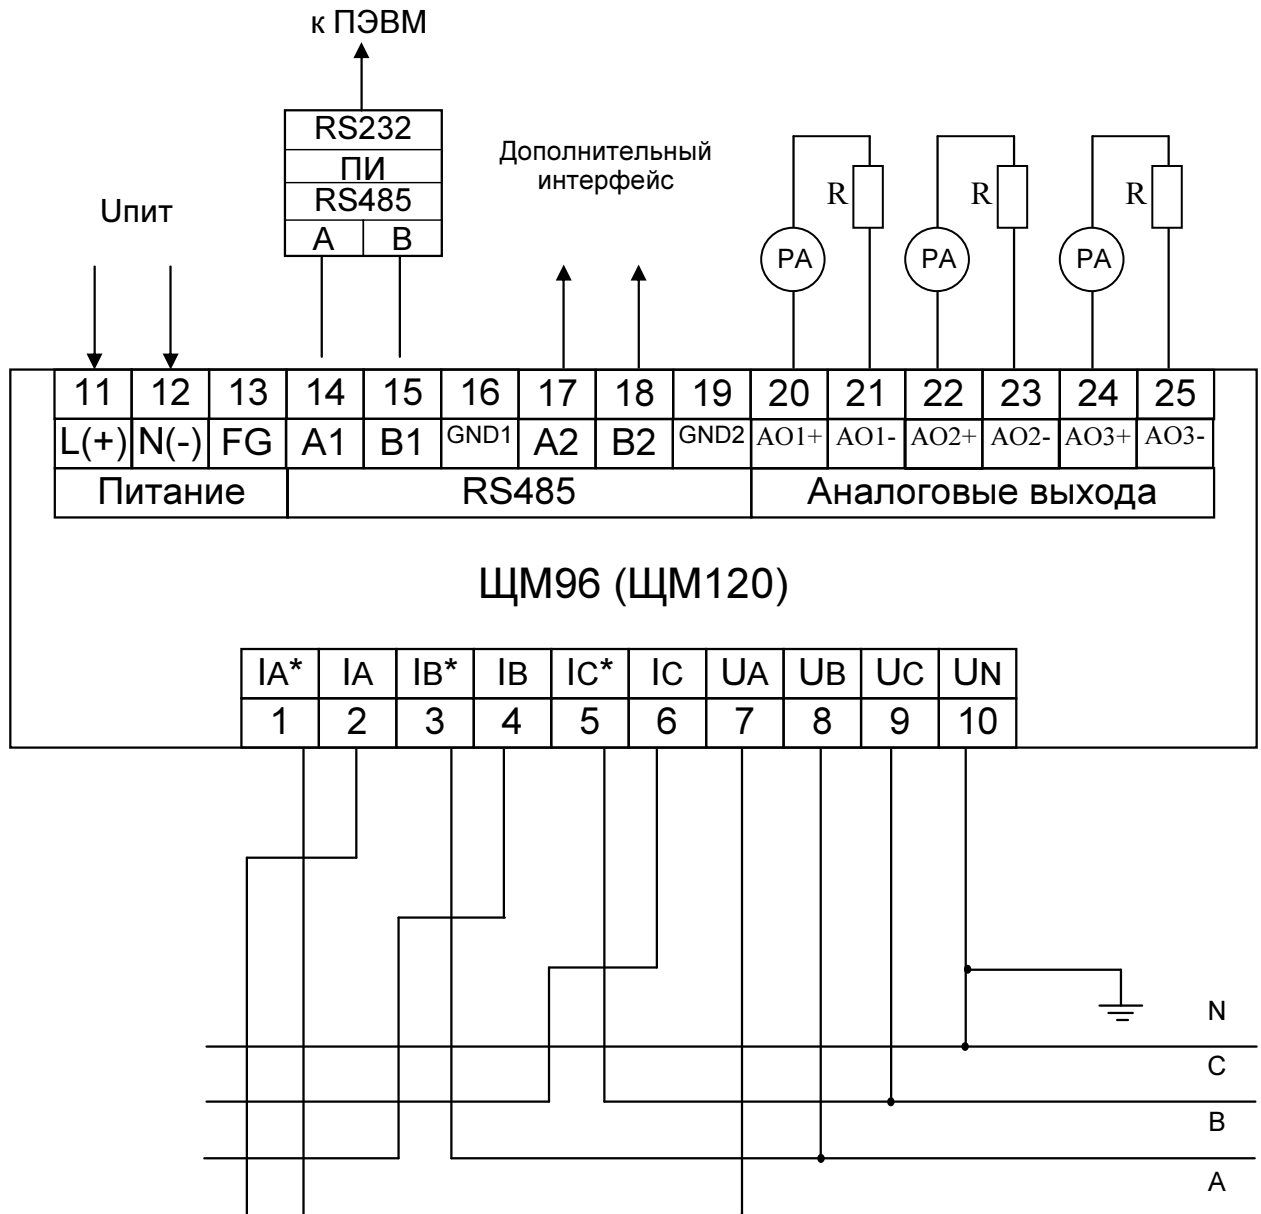 к ПЭВМ
RS232
ПИ
RS485
A B
Uпит
Дополнительный
интерфейс
R R R
PA PA PA
11 12 13 14 15 16 17 18 19 20 21 22 23 24 25
L(+) N(-) FG A1 B1 GND1 A2 B2 GND2 AO1+ AO1- AO2+ AO2- AO3+ AO3-
Питание RS485 Аналоговые выхода
ЩМ96 (ЩМ120)
IA* IA IB* IB IC* IC UA UB UC UN
1 2 3 4 5 6 7 8 9 10
N
C
B
A